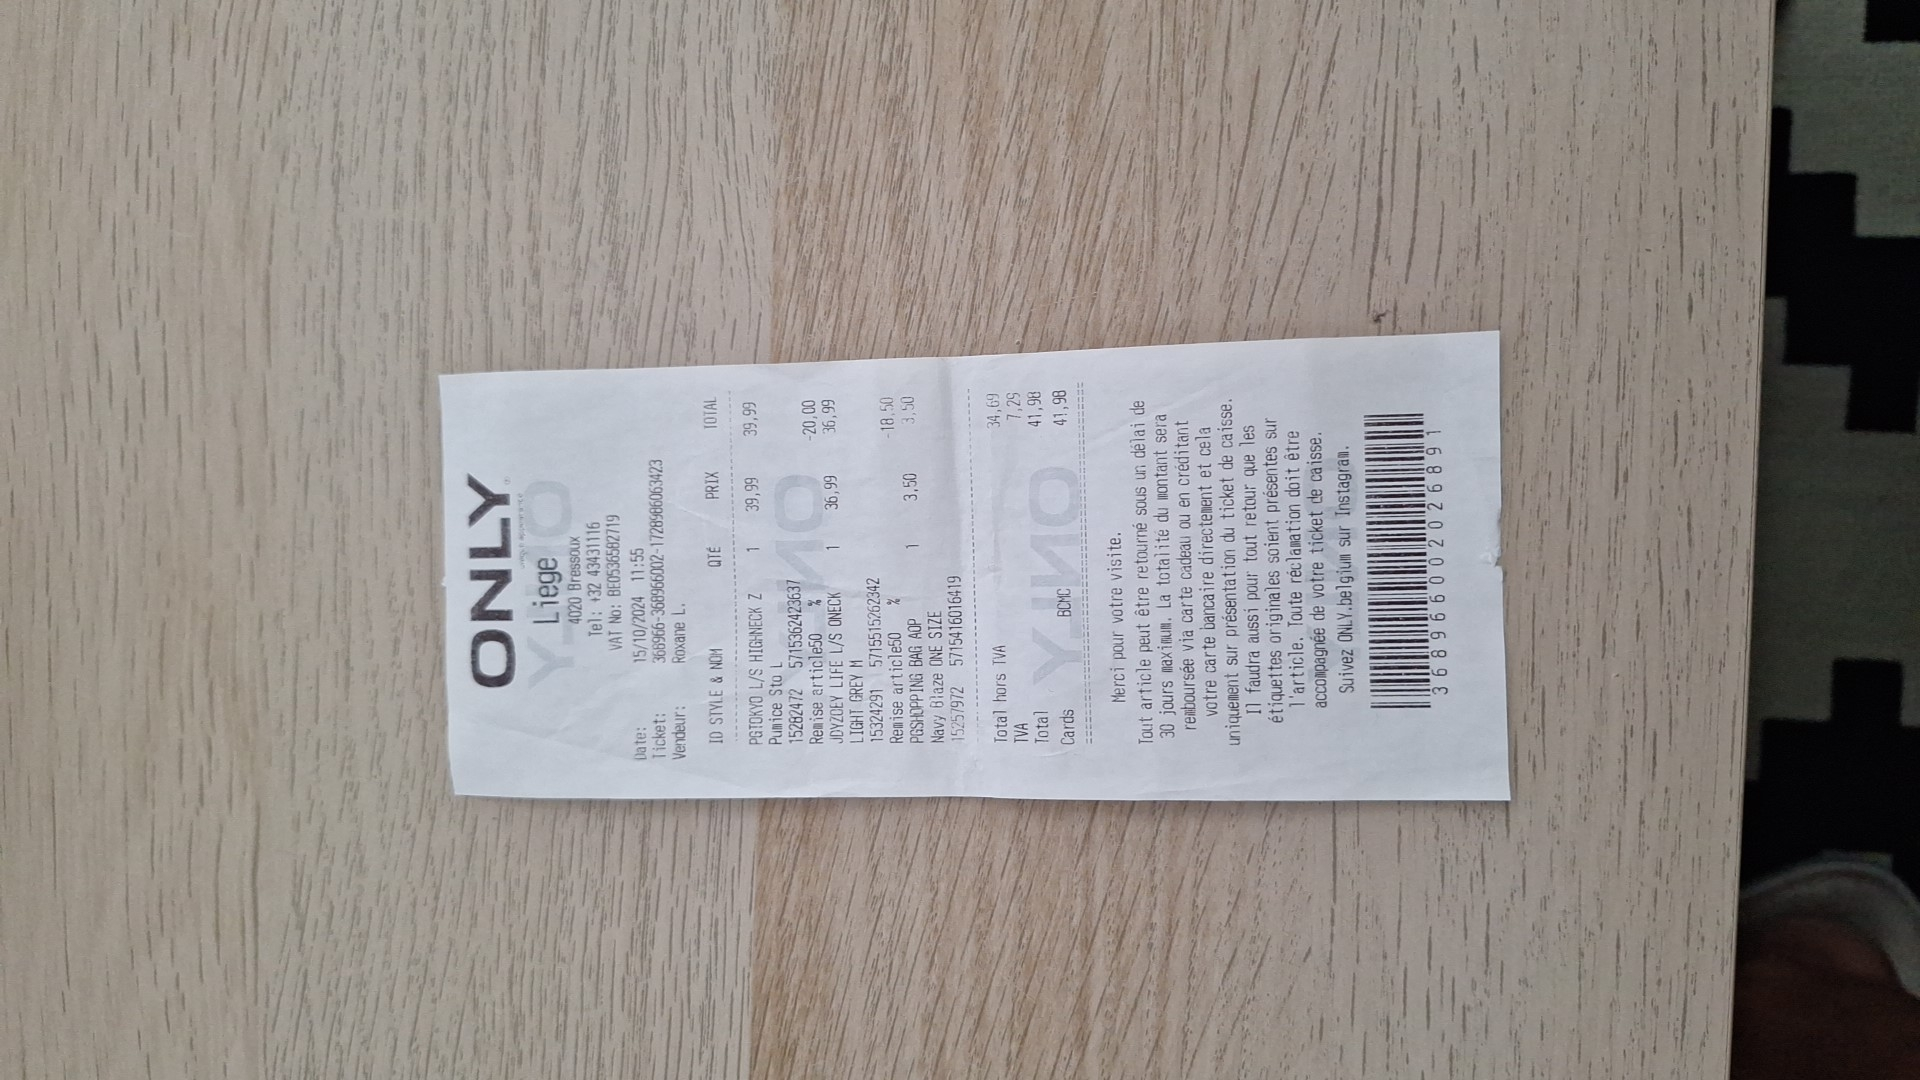 ONLY
Liege
4020 Bressoux
Tel: +32 43431116
VAT No: BE0536582719
Date: 15/10/2024 11:55
Ticket: 368966-368966002-1728986063423
Vendeur: Roxane L.
ID STYLE & NOM QTÉ PRIX TOTAL
PGTOKYO L/S HIGHNECK Z 1 39,99 39,99
Pumice Sto L
15282472 5715362423637
Remise article50 % -20,00
JDYZOEY LIFE L/S ONECK 1 36,99 36,99
LIGHT GREY M
15324291 5715515262342
Remise article50 % -18,50
PGSHOPPING BAG AOP 1 3,50 3,50
Navy Blaze ONE SIZE
15257972 5715416016419
Total hors TVA 34,69
TVA 7,29
Total 41,98
Cards BCMC 41,98
Merci pour votre visite.
Tout article peut être retourné sous un délai de
30 jours maximum. La totalité du montant sera
remboursée via carte cadeau ou en créditant
votre carte bancaire directement et cela
uniquement sur présentation du ticket de caisse.
Il faudra aussi pour tout retour que les
étiquettes originales soient présentes sur
l'article. Toute réclamation doit être
accompagnée de votre ticket de caisse.
Suivez ONLY.belgium sur Instagram.
368966002026891